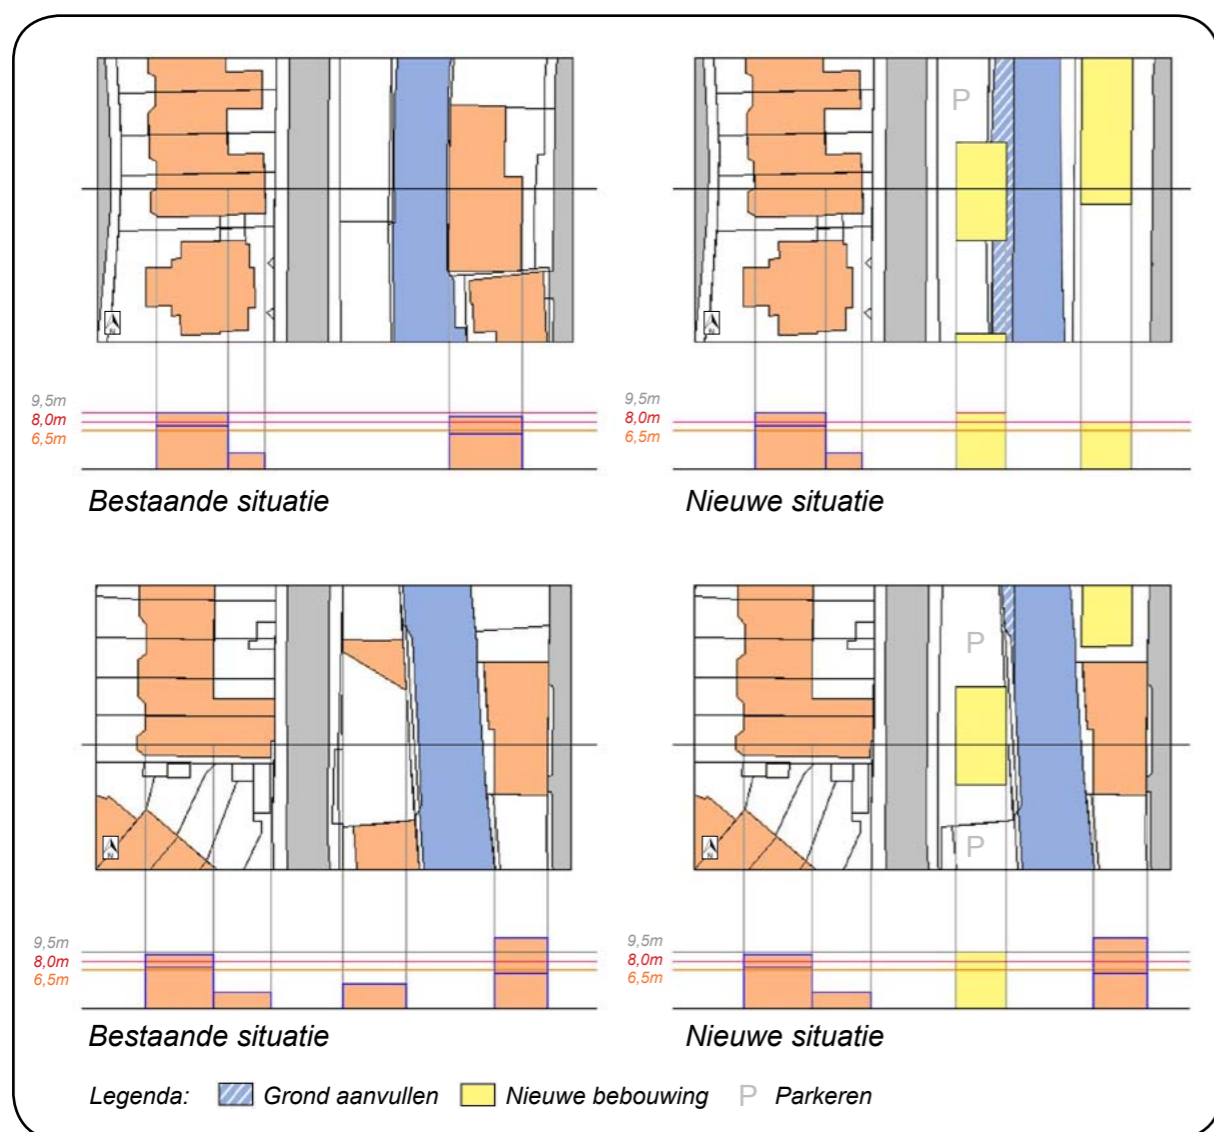 P
9,5m
8,0m
6,5m
9,5m
8,0m
6,5m
Bestaande situatie
Nieuwe situatie
P
P
9,5m
8,0m
6,5m
9,5m
8,0m
6,5m
Bestaande situatie
Nieuwe situatie
Legenda: Grond aanvullen Nieuwe bebouwing P Parkeren